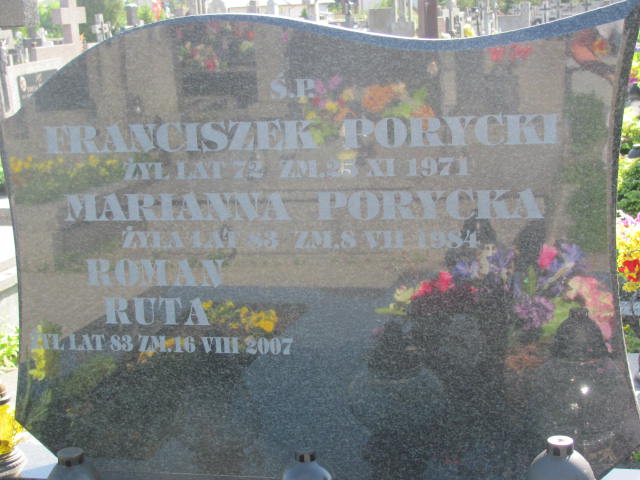 Ś.P.
FRANCISZEK PORYCKI
ŻYŁ LAT 72 ZM.25 XI 1971
MARIANNA PORYCKA
ŻYŁA LAT 83 ZM.8 VII 1984
ROMAN
RUTA
ŻYŁ LAT 83 ZM.16 VIII 2007